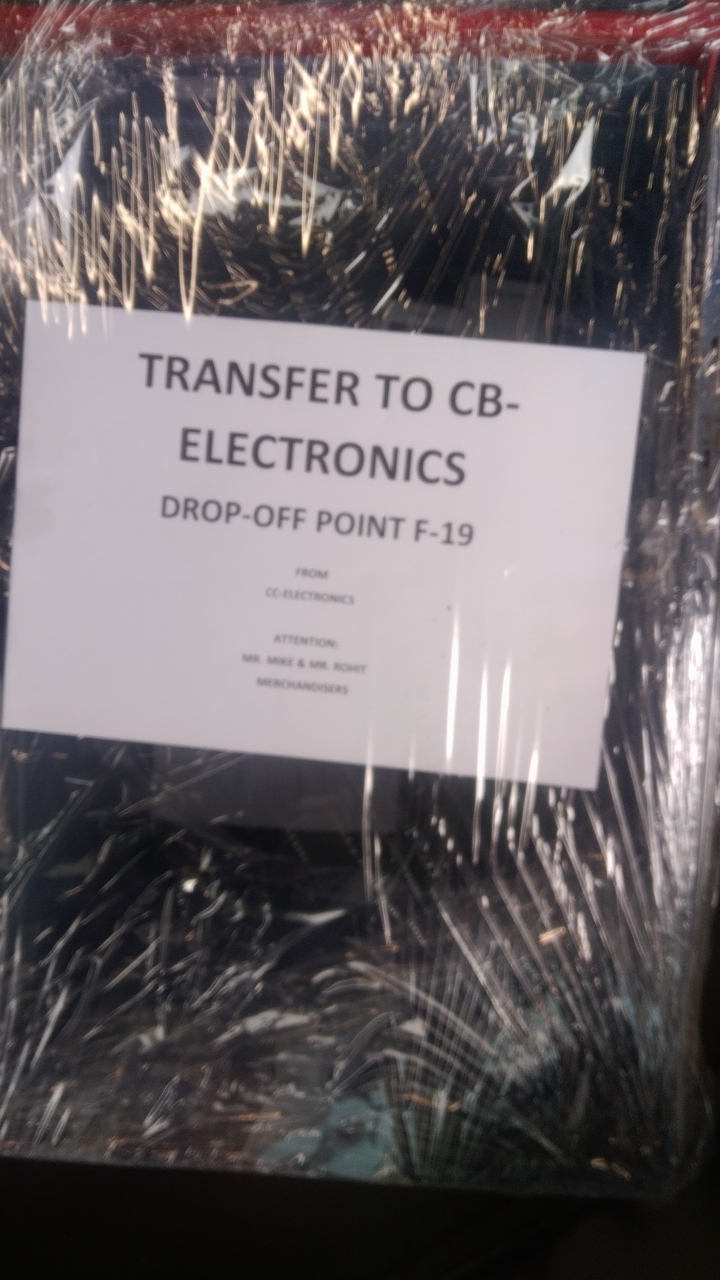 TRANSFER TO CB-
ELECTRONICS
DROP-OFF POINT F-19
FROM
CC-ELECTRONICS
ATTENTION:
MR. MIKE & MR. ROHIT
MERCHANDISERS